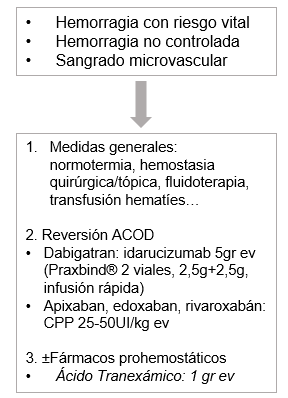 • Hemorragia con riesgo vital
• Hemorragia no controlada
• Sangrado microvascular
1. Medidas generales:
normotermia, hemostasia
quirúrgica/tópica, fluidoterapia,
transfusión hematíes…
2. Reversión ACOD
• Dabigatran: idarucizumab 5gr ev
(Praxbind® 2 viales, 2,5g+2,5g,
infusión rápida)
• Apixaban, edoxaban, rivaroxabán:
CPP 25-50UI/kg ev
3. ±Fármacos prohemostáticos
• Ácido Tranexámico: 1 gr ev